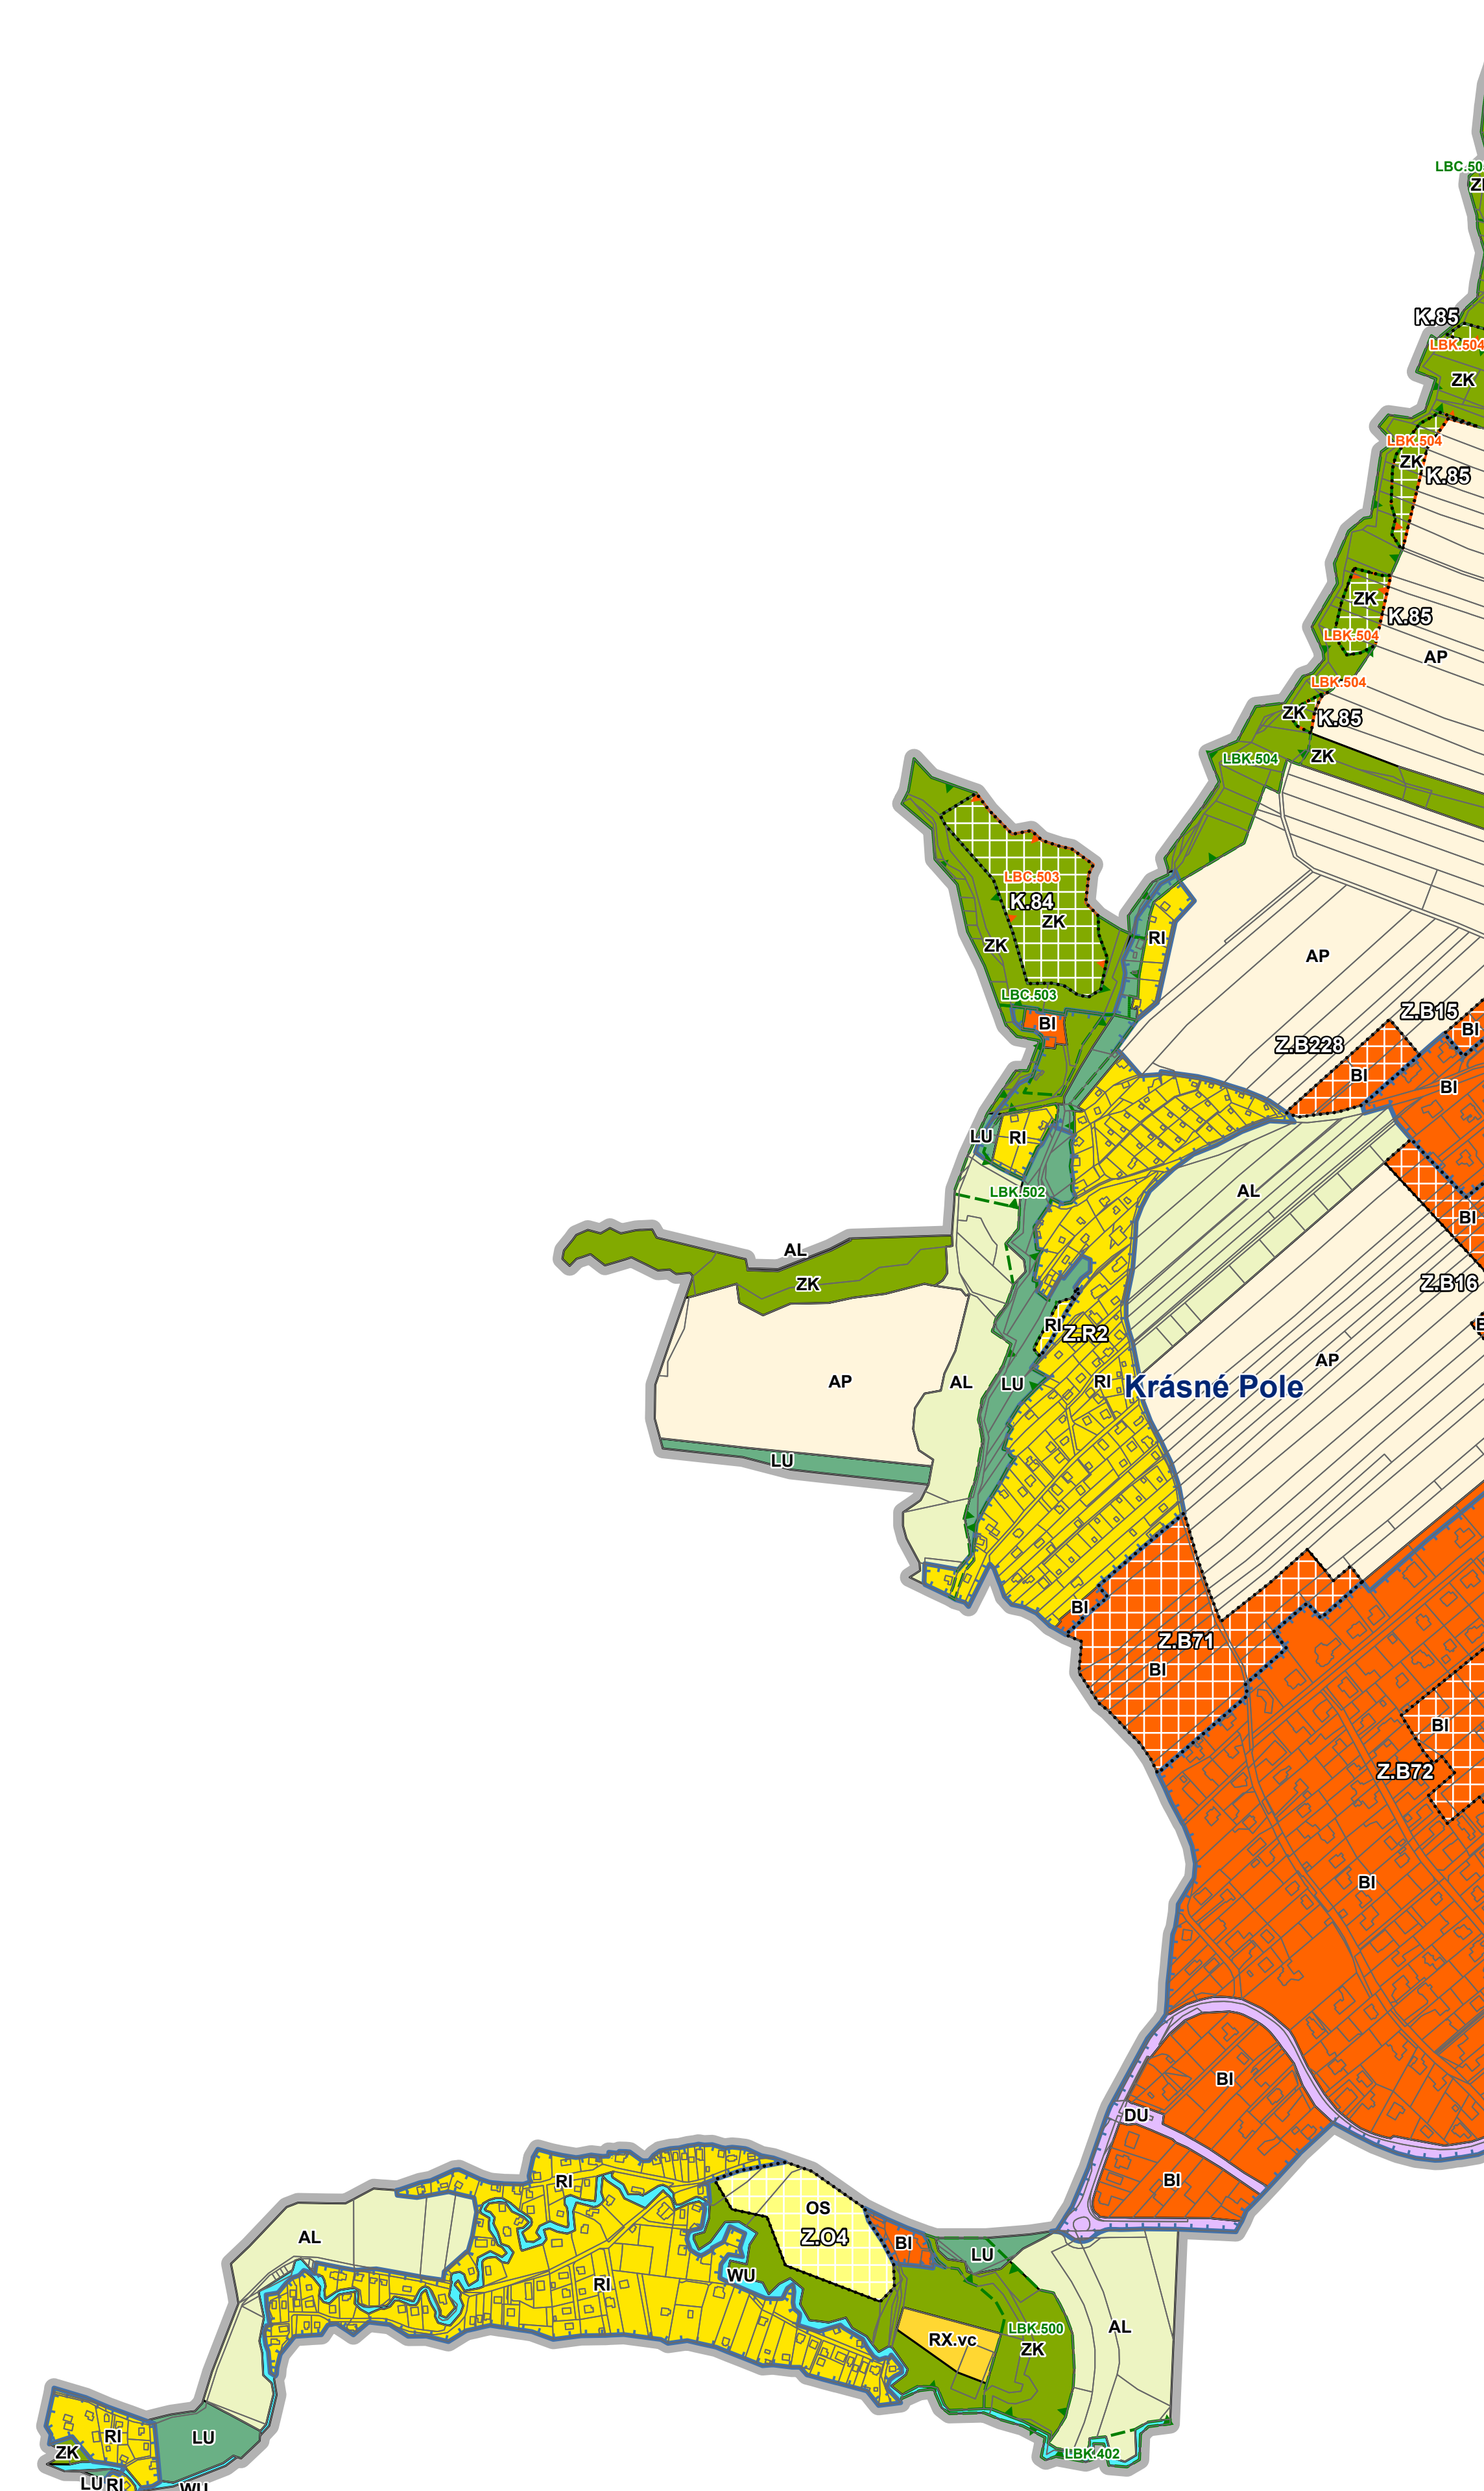 LBC.50
K.85
LBK.504
ZK
LBK.504
ZK
K.85
ZK
K.85
LBK.504
AP
LBK.504
ZK
K.85
LBK.504
ZK
LBC.503
K.84
ZK
ZK
RI
AP
LBC.503
Z.B15
BI
BI
Z.B228
BI
BI
LU
RI
LBK.502
AL
BI
AL
ZK
Z.B16
RI
Z.R2
AP
AP
AL
LU
RI
Krásné Pole
LU
BI
Z.B71
BI
BI
Z.B72
BI
BI
DU
BI
RI
OS
Z.O4
AL
BI
LU
WU
RI
AL
LBK.500
RX.vc
ZK
RI
LU
ZK
LBK.402
LU
RI
WU